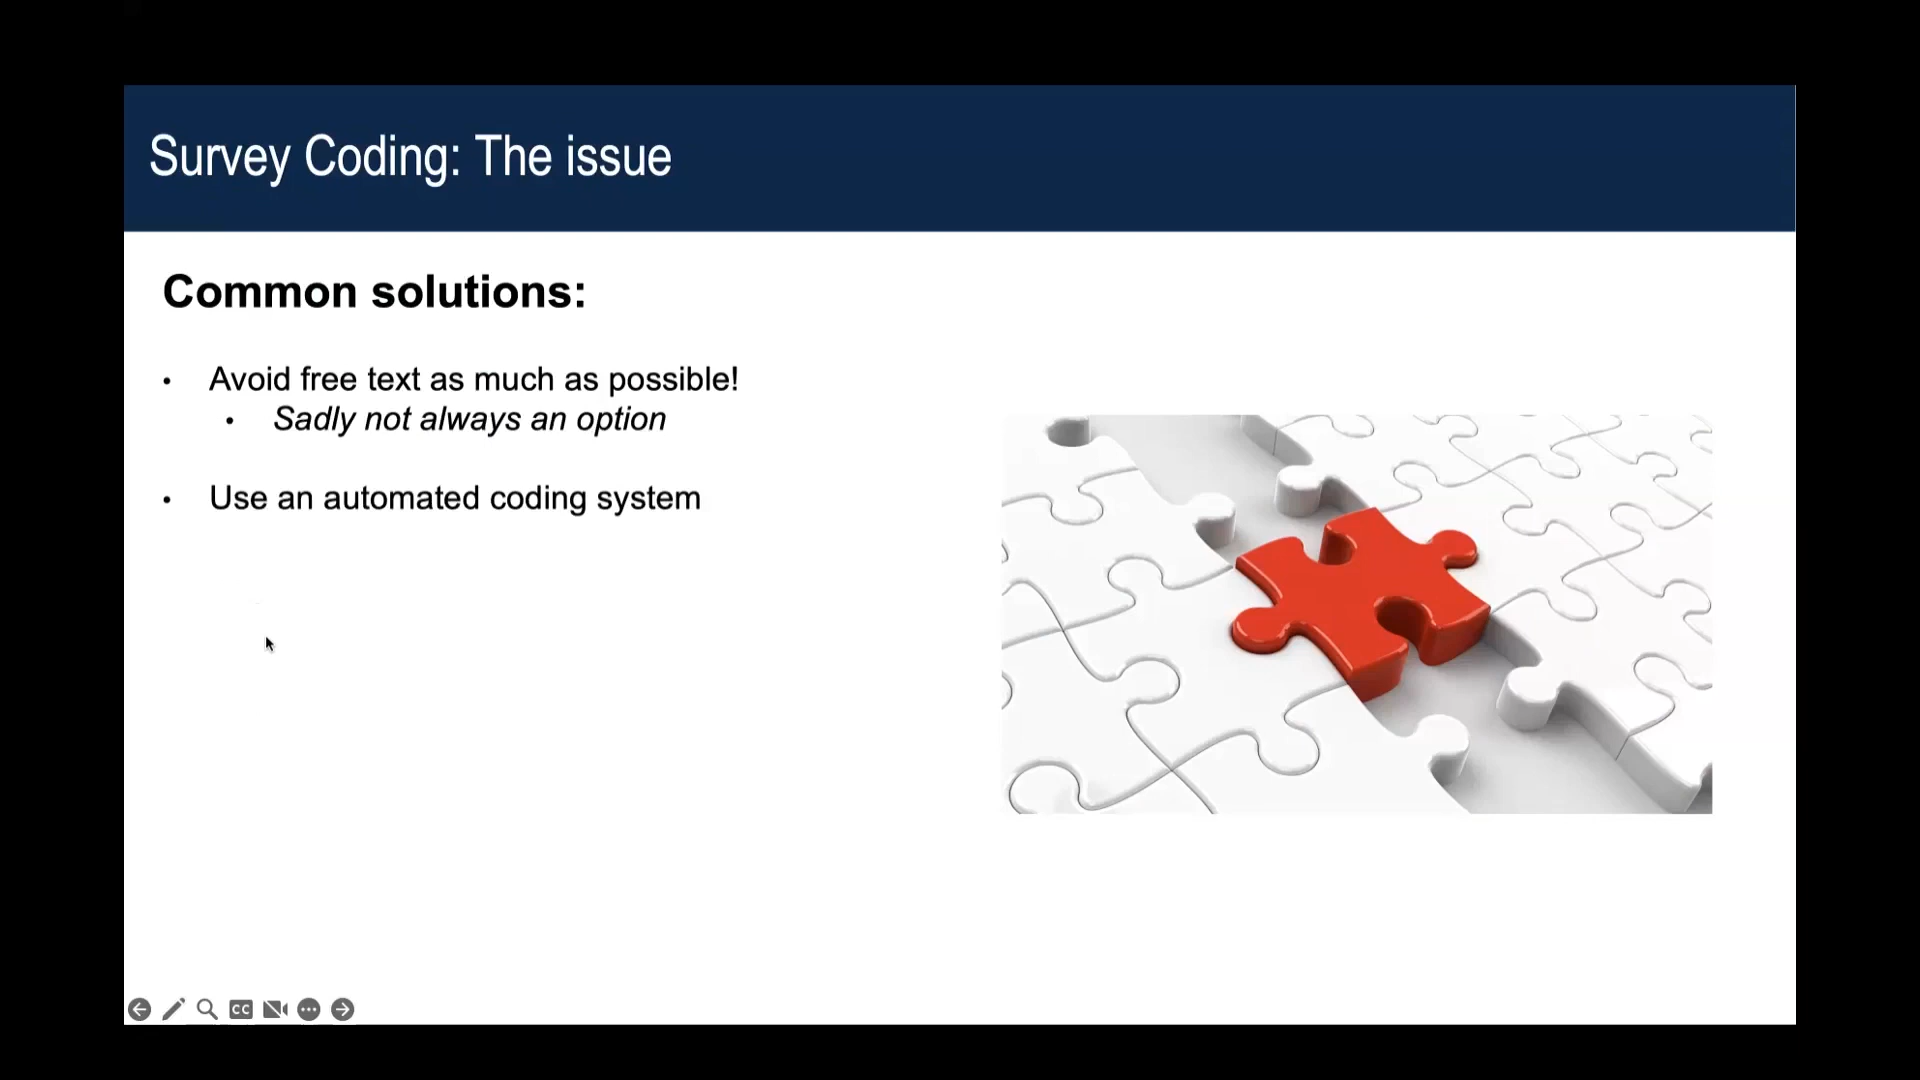 Survey Coding: The issue
Common solutions:
• Avoid free text as much as possible!
• Sadly not always an option
• Use an automated coding system
CC